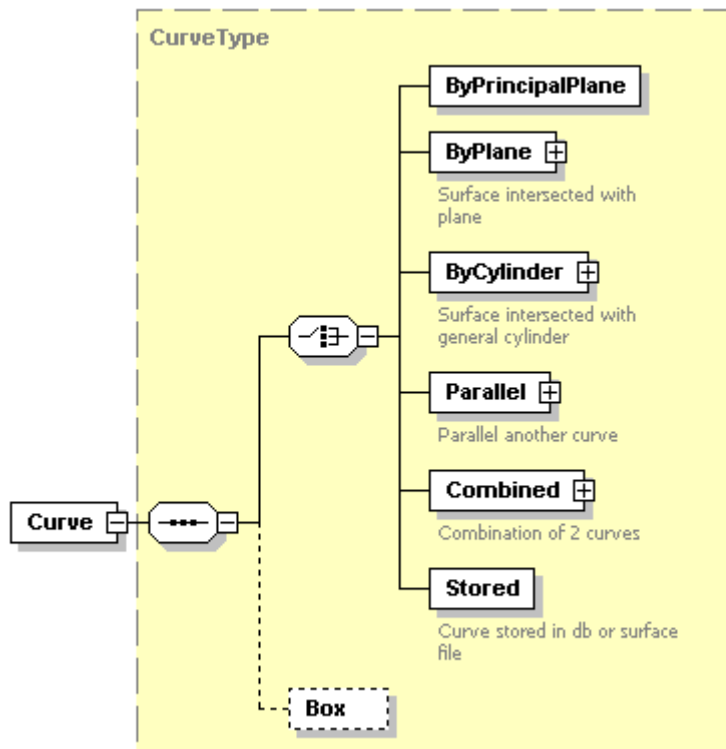 CurveType
ByPrincipalPlane
ByPlane
Surface intersected with
plane
ByCylinder
Surface intersected with
general cylinder
Parallel
Parallel another curve
Combined
Combination of 2 curves
Curve
Stored
Curve stored in db or surface
file
Box